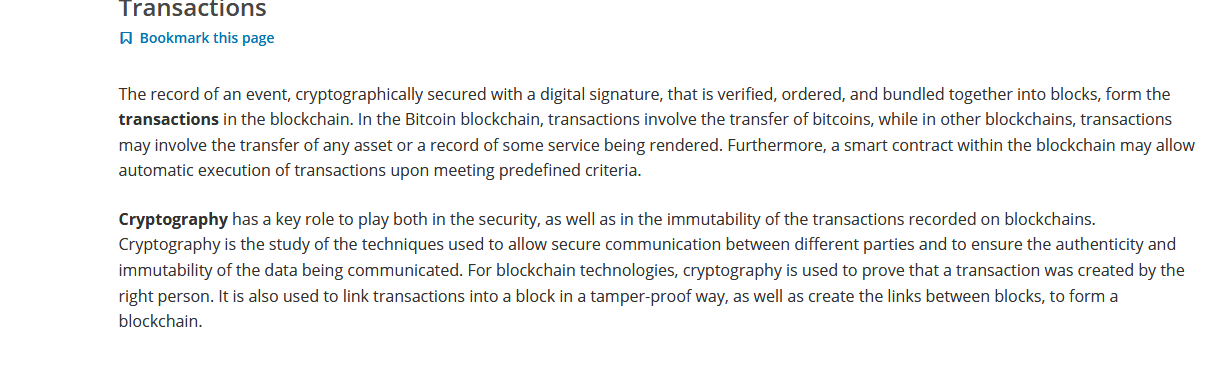 Transactions
Bookmark this page
The record of an event, cryptographically secured with a digital signature, that is verified, ordered, and bundled together into blocks, form the
transactions in the blockchain. In the Bitcoin blockchain, transactions involve the transfer of bitcoins, while in other blockchains, transactions
may involve the transfer of any asset or a record of some service being rendered. Furthermore, a smart contract within the blockchain may allow
automatic execution of transactions upon meeting predefined criteria.
Cryptography has a key role to play both in the security, as well as in the immutability of the transactions recorded on blockchains.
Cryptography is the study of the techniques used to allow secure communication between different parties and to ensure the authenticity and
immutability of the data being communicated. For blockchain technologies, cryptography is used to prove that a transaction was created by the
right person. It is also used to link transactions into a block in a tamper-proof way, as well as create the links between blocks, to form a
blockchain.